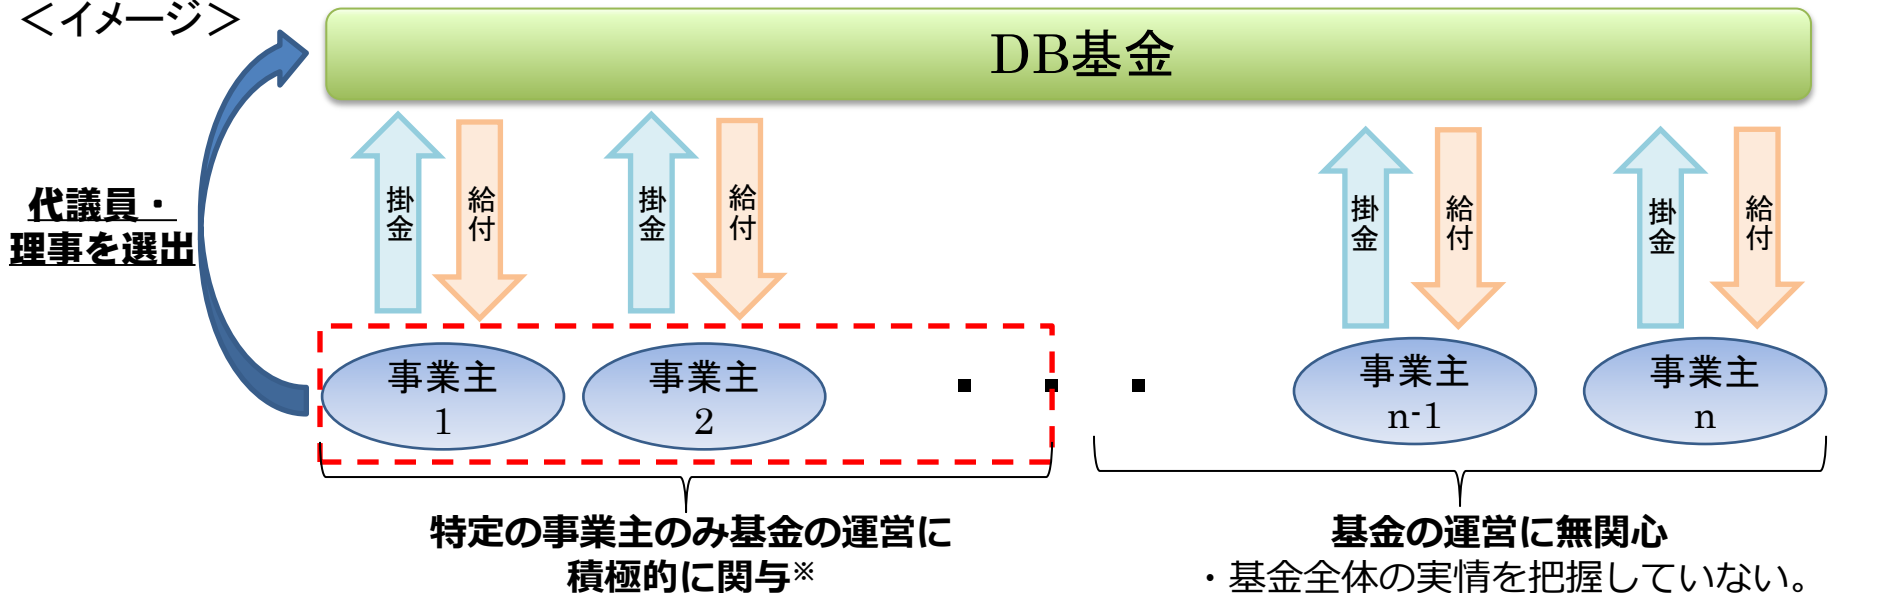 ＜イメージ＞
DB基金
代議員・
理事を選出
掛金
給付
掛金
給付
掛金
給付
掛金
給付
事業主
1
事業主
2
・・・
事業主
n-1
事業主
n
特定の事業主のみ基金の運営に
積極的に関与※
基金の運営に無関心
・基金全体の実情を把握していない。